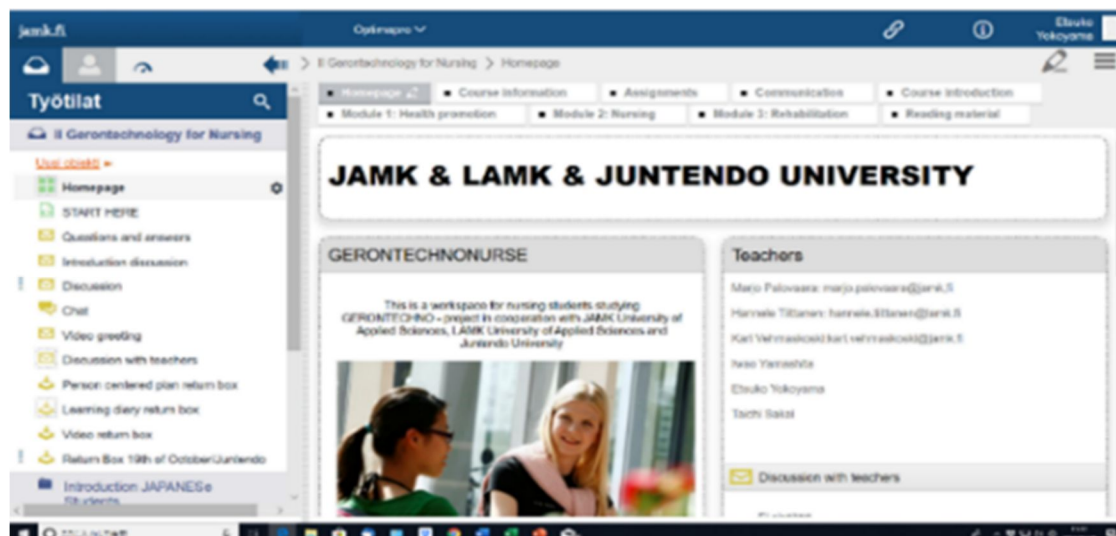 jamk.fi
Optimapro
Etsuko
Yokoyama
II Gerontechnology for Nursing > Homepage
Työtilat
Homepage
Course information
Assignments
Communication
Course introduction
Module 1: Health promotion
Module 2: Nursing
Module 3: Rehabilitation
Reading material
II Gerontechnology for Nursing
Uusi objekti
Homepage
START HERE
Questions and answers
Introduction discussion
Discussion
Chat
Video greeting
Discussion with teachers
Person centered plan return box
Learning diary return box
Video return box
Return Box 19th of October/Juntendo
Introduction JAPANESe
Students
JAMK & LAMK & JUNTENDO UNIVERSITY
GERONTECHNONURSE
This is a workspace for nursing students studying
GERONTECHNO - project in cooperation with JAMK University of
Applied Sciences, LAMK University of Applied Sciences and
Juntendo University
Teachers
Marjo Palovaara: marjo.palovaara@jamk.fi
Hannele Tiittanen: hannele.tiittanen@lamk.fi
Kari Vehmaskoski:kari.vehmaskoski@jamk.fi
Iwao Yamashita
Etsuko Yokoyama
Taichi Sakai
Discussion with teachers